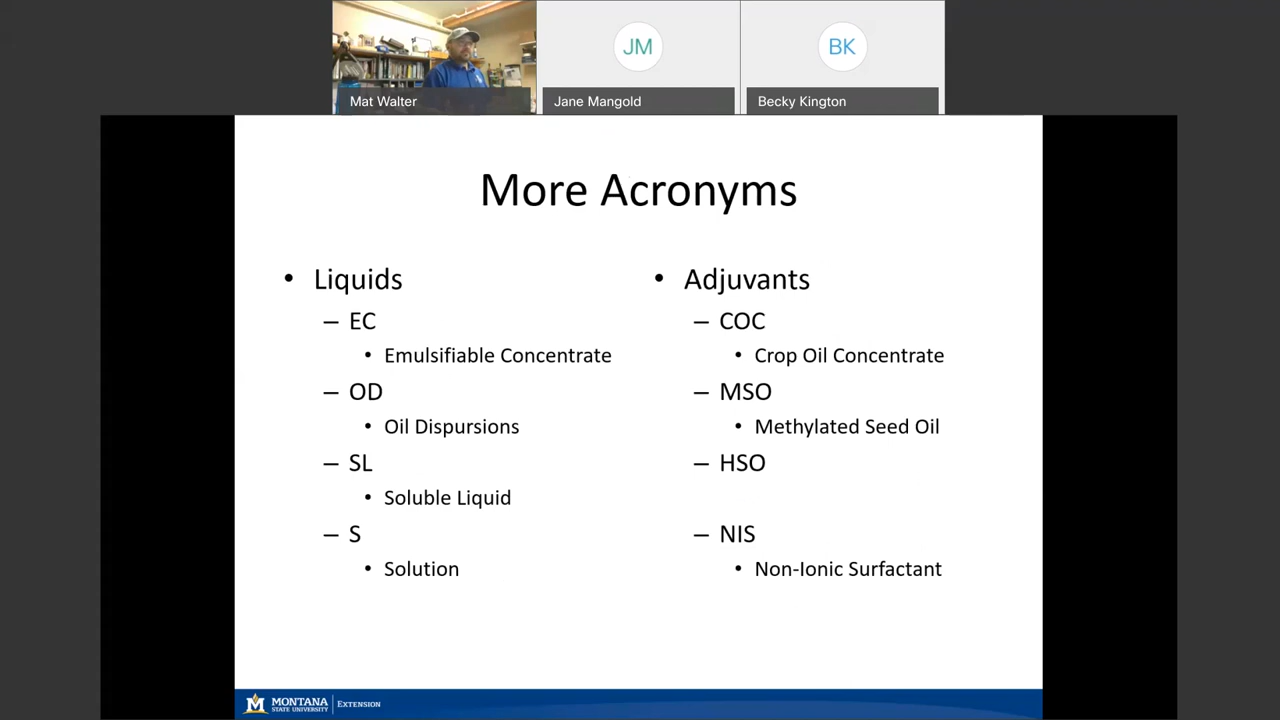 JM
BK
Mat Walter
Jane Mangold
Becky Kington
More Acronyms
• Liquids
– EC
• Emulsifiable Concentrate
– OD
• Oil Dispursions
– SL
• Soluble Liquid
– S
• Solution
• Adjuvants
– COC
• Crop Oil Concentrate
– MSO
• Methylated Seed Oil
– HSO
– NIS
• Non-Ionic Surfactant
M MONTANA STATE UNIVERSITY EXTENSION